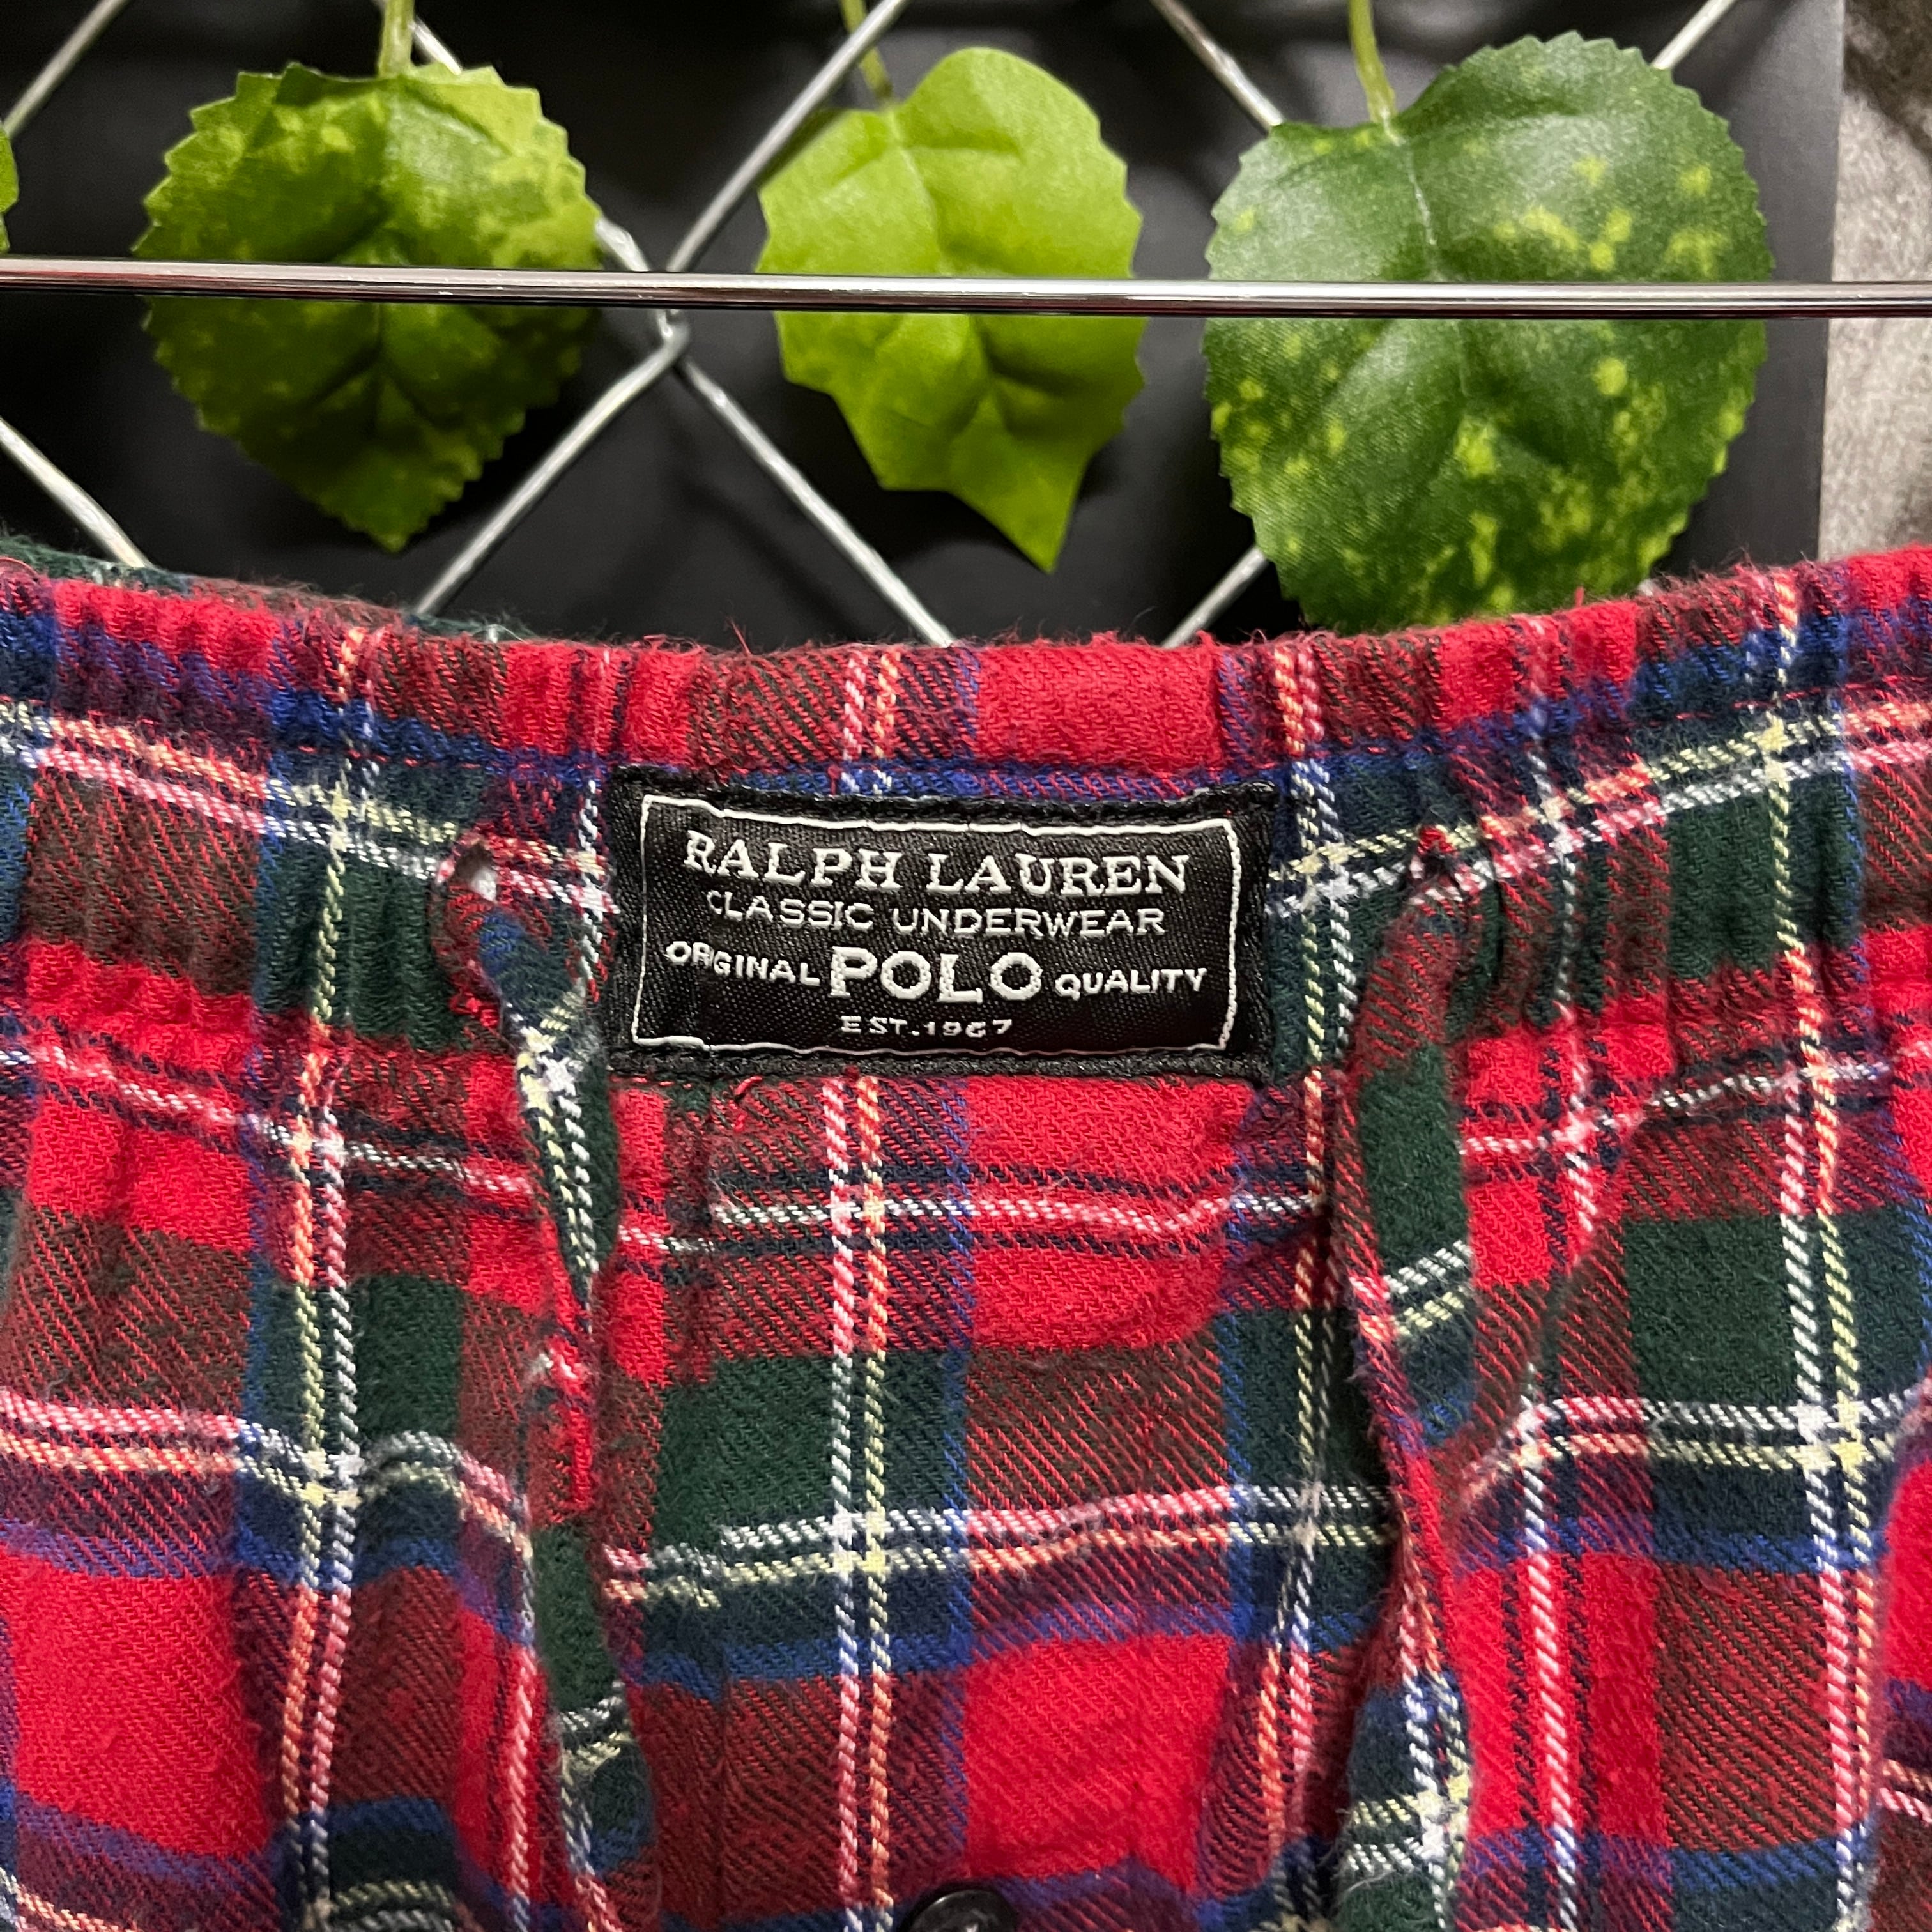 RALPH LAUREN
CLASSIC UNDERWEAR
ORIGINAL POLO QUALITY
EST.1967